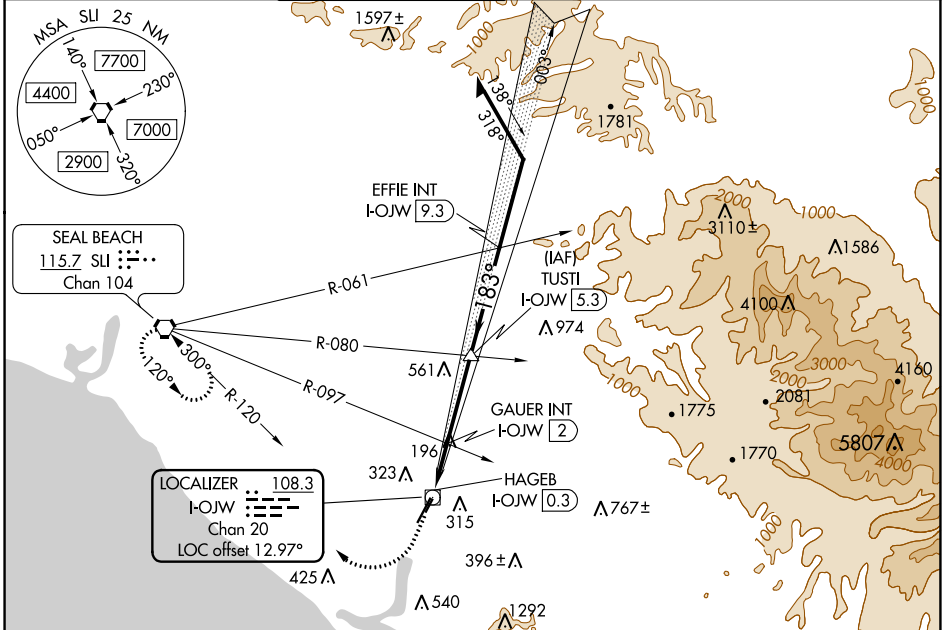 MSA SLI 25 NM
140°
7700
230°
4400
7000
050°
2900
320°
1597±
1000
003°
138°
318°
1781
1000
EFFIE INT
I-OJW 9.3
SEAL BEACH
115.7 SLI
Chan 104
R-061
183°
(IAF)
TUSTI
I-OJW 5.3
974
2000
3110±
1000
1586
4100
R-080
561
300°
120°
R-120
R-097
1000
3000
2000
4160
2081
1775
GAUER INT
I-OJW 2
196
1770
5807
4000
323
HAGEB
I-OJW 0.3
LOCALIZER 108.3
I-OJW
Chan 20
LOC offset 12.97°
315
767±
1000
425
396±
540
1292